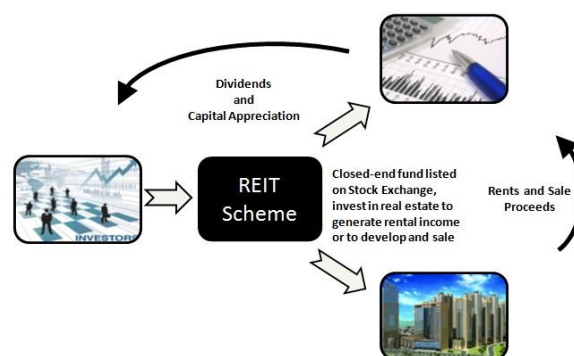 Dividends
and
Capital Appreciation
INVESTORS
REIT
Scheme
Closed-end fund listed
on Stock Exchange,
invest in real estate to
generate rental income
or to develop and sale
Rents and Sale
Proceeds